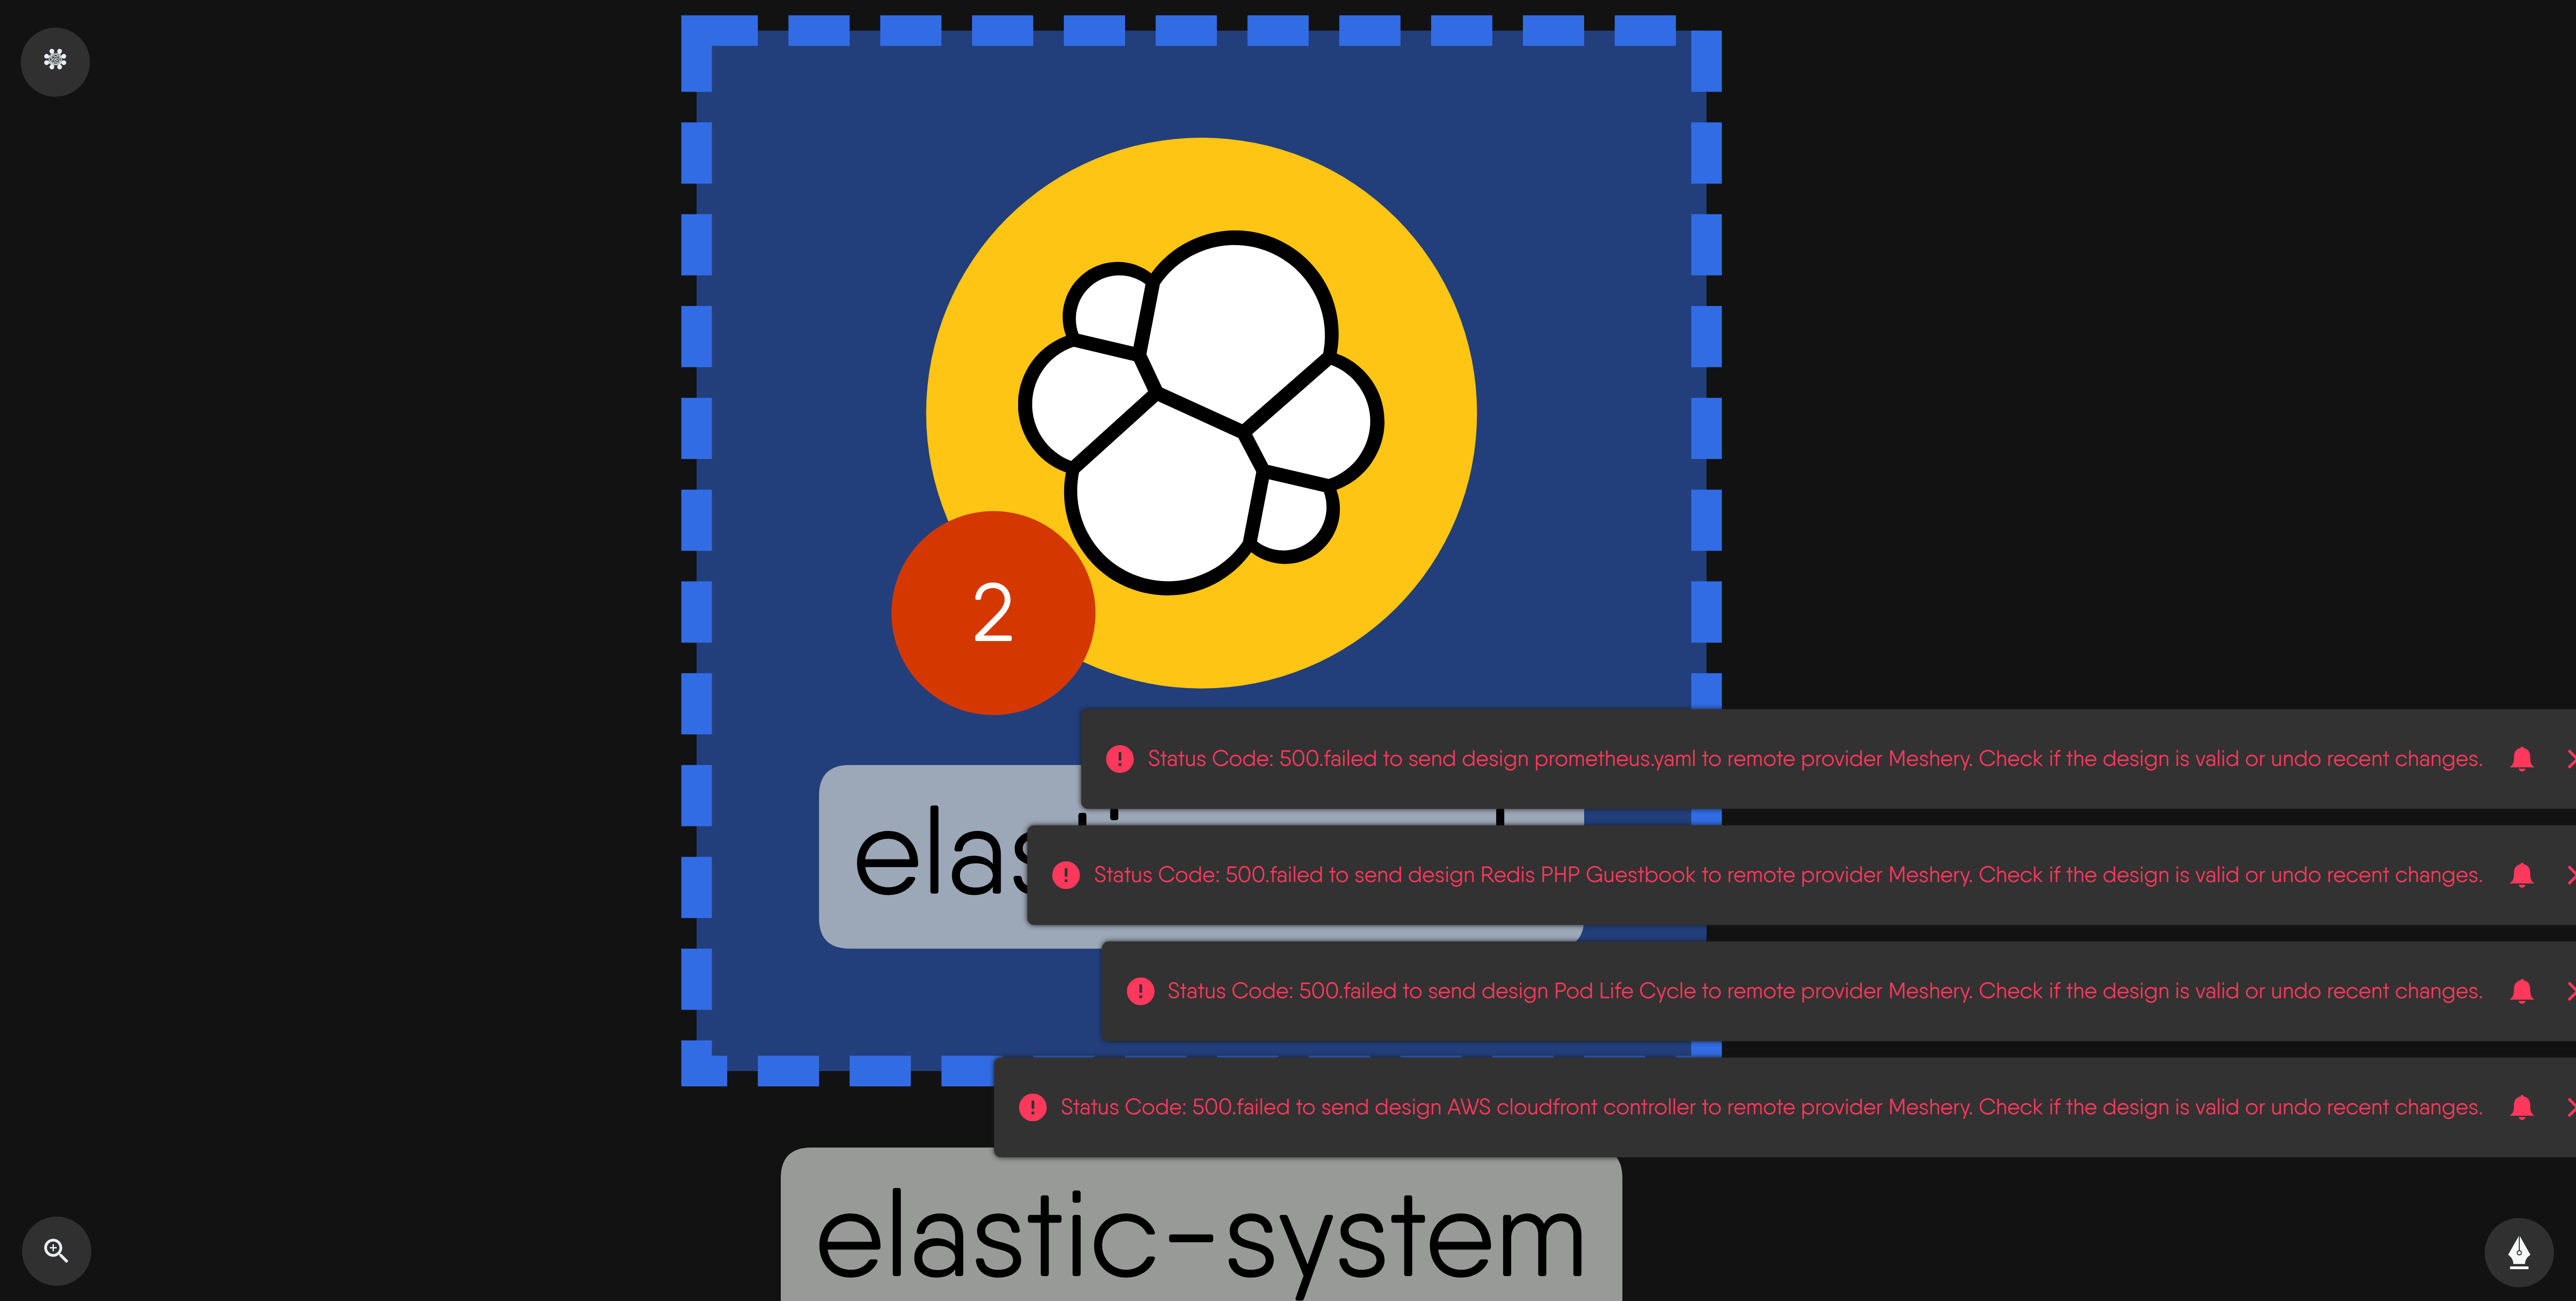 2
Status Code: 500.failed to send design prometheus.yaml to remote provider Meshery. Check if the design is valid or undo recent changes.
Status Code: 500.failed to send design Redis PHP Guestbook to remote provider Meshery. Check if the design is valid or undo recent changes.
Status Code: 500.failed to send design Pod Life Cycle to remote provider Meshery. Check if the design is valid or undo recent changes.
Status Code: 500.failed to send design AWS cloudfront controller to remote provider Meshery. Check if the design is valid or undo recent changes.
elastic-system